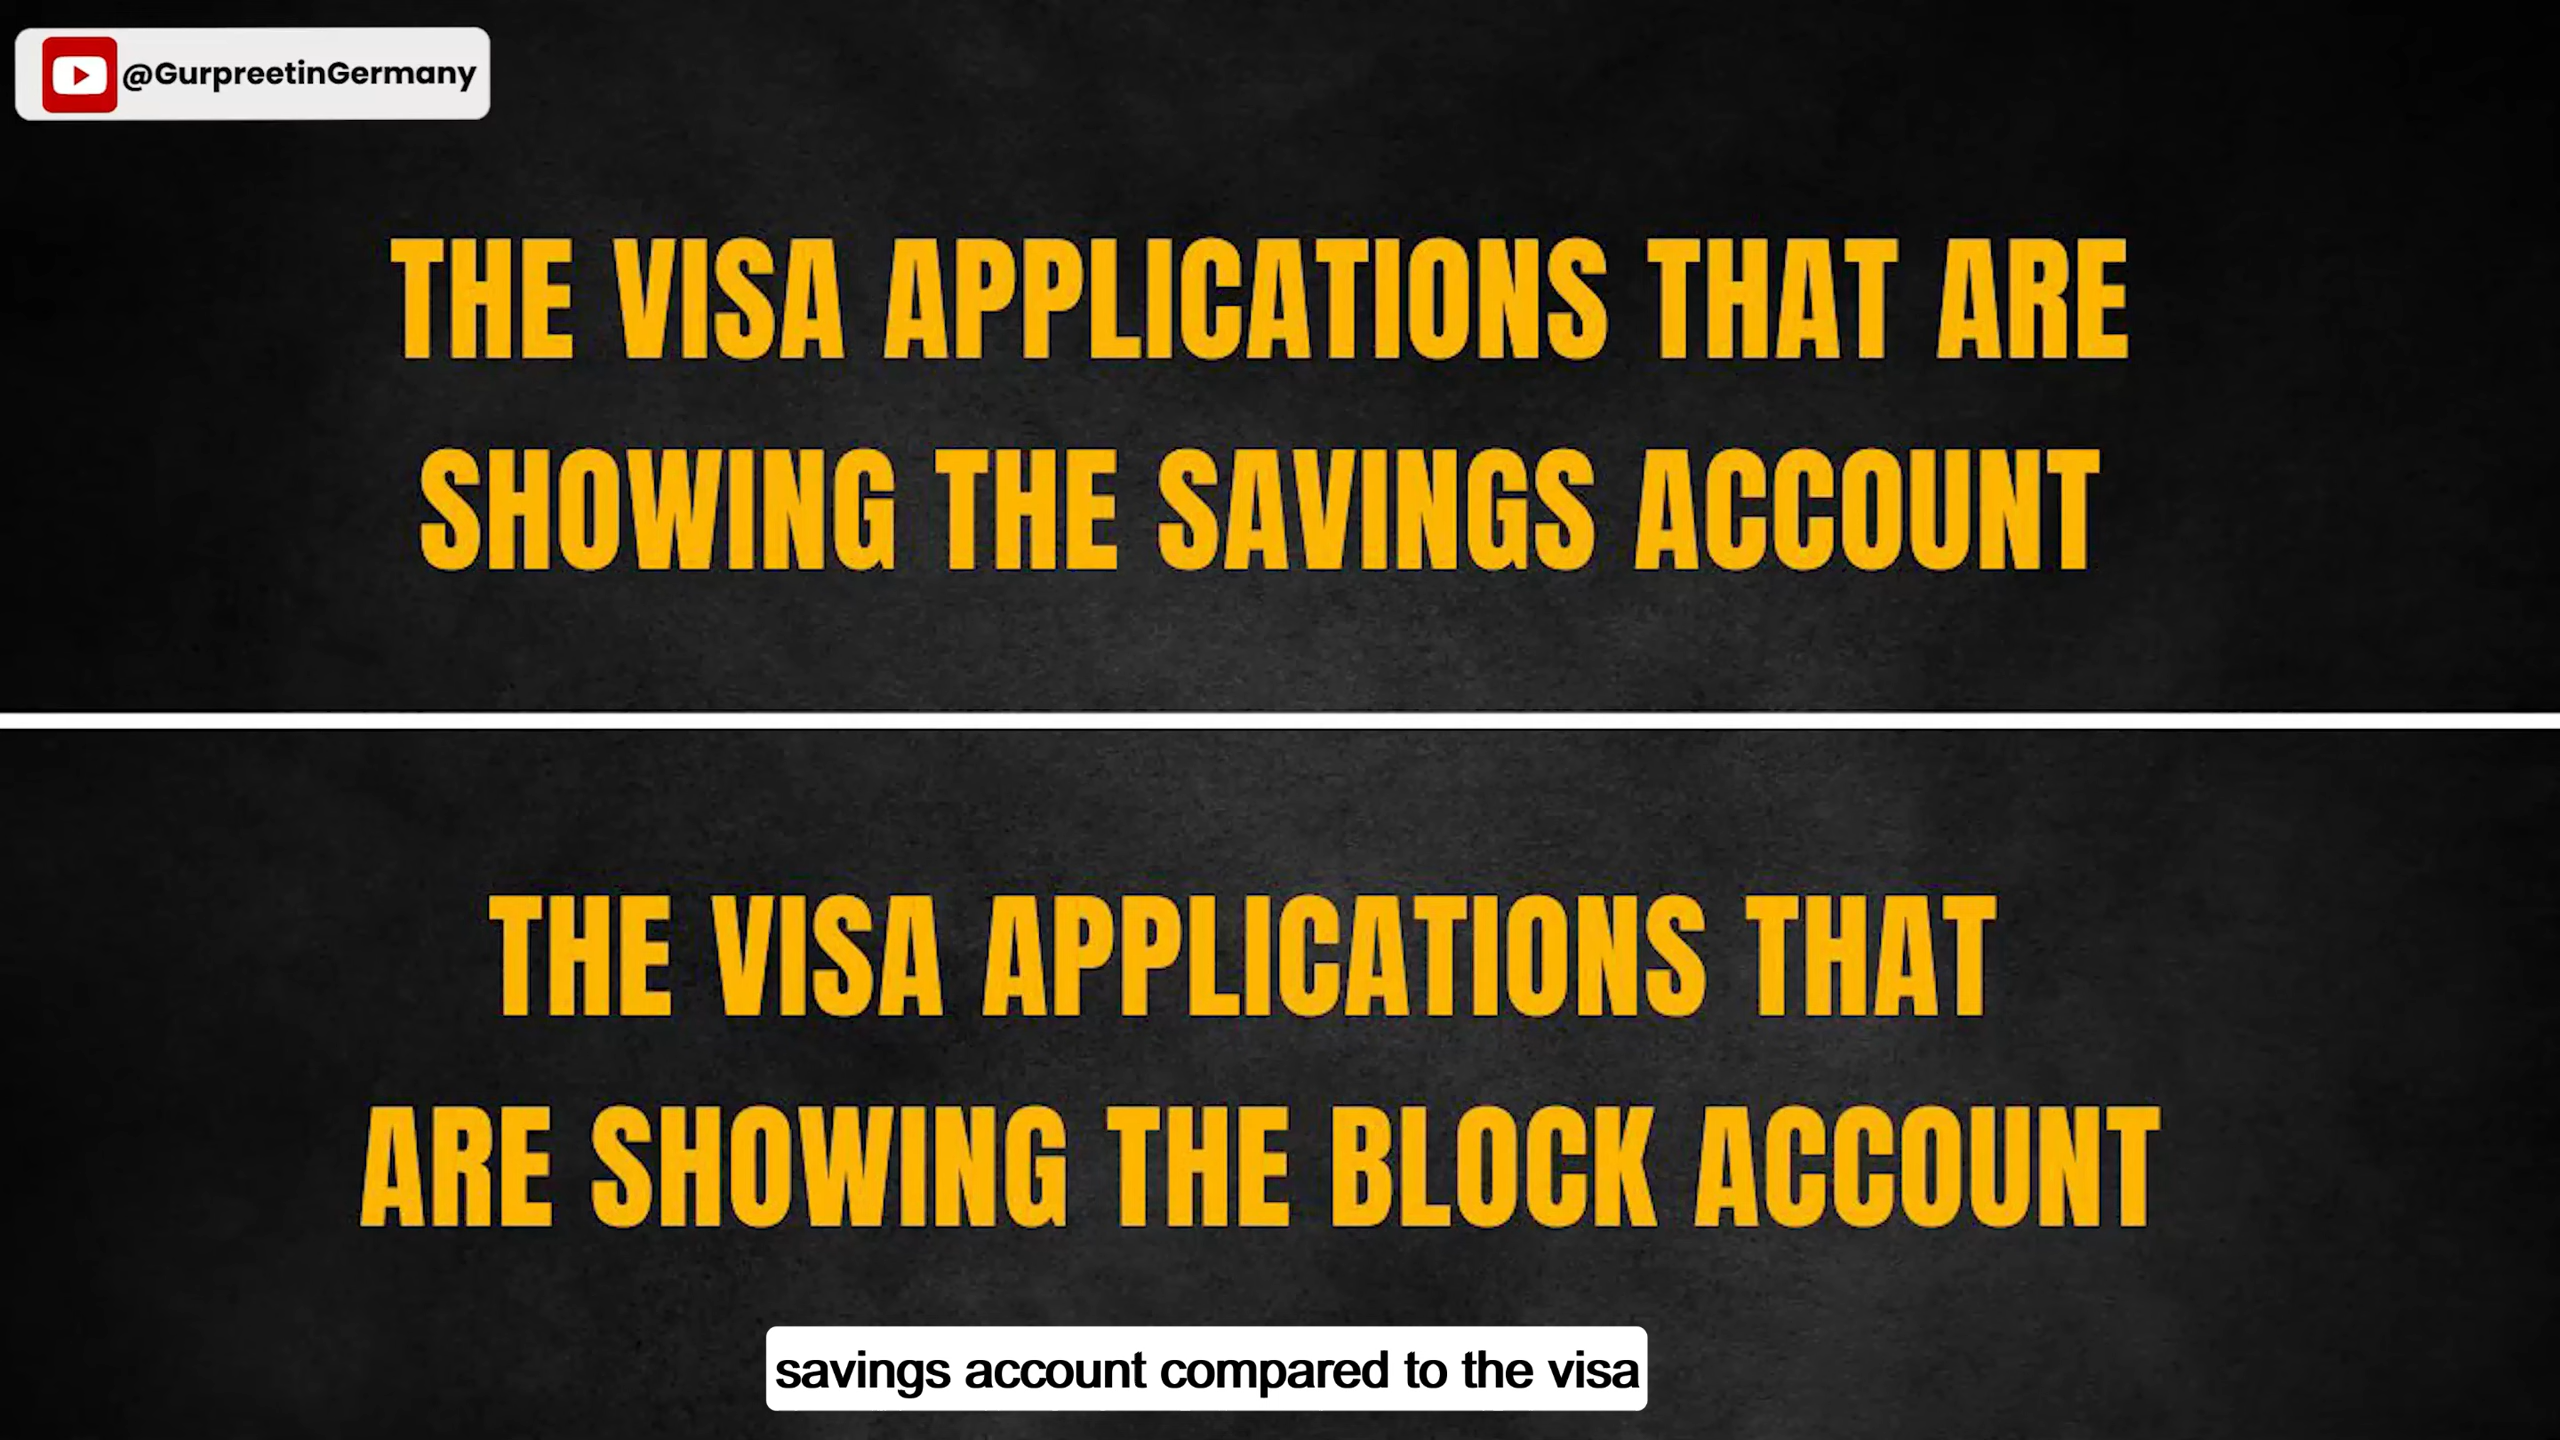 @GurpreetinGermany
THE VISA APPLICATIONS THAT ARE
SHOWING THE SAVINGS ACCOUNT
THE VISA APPLICATIONS THAT
ARE SHOWING THE BLOCK ACCOUNT
savings account compared to the visa